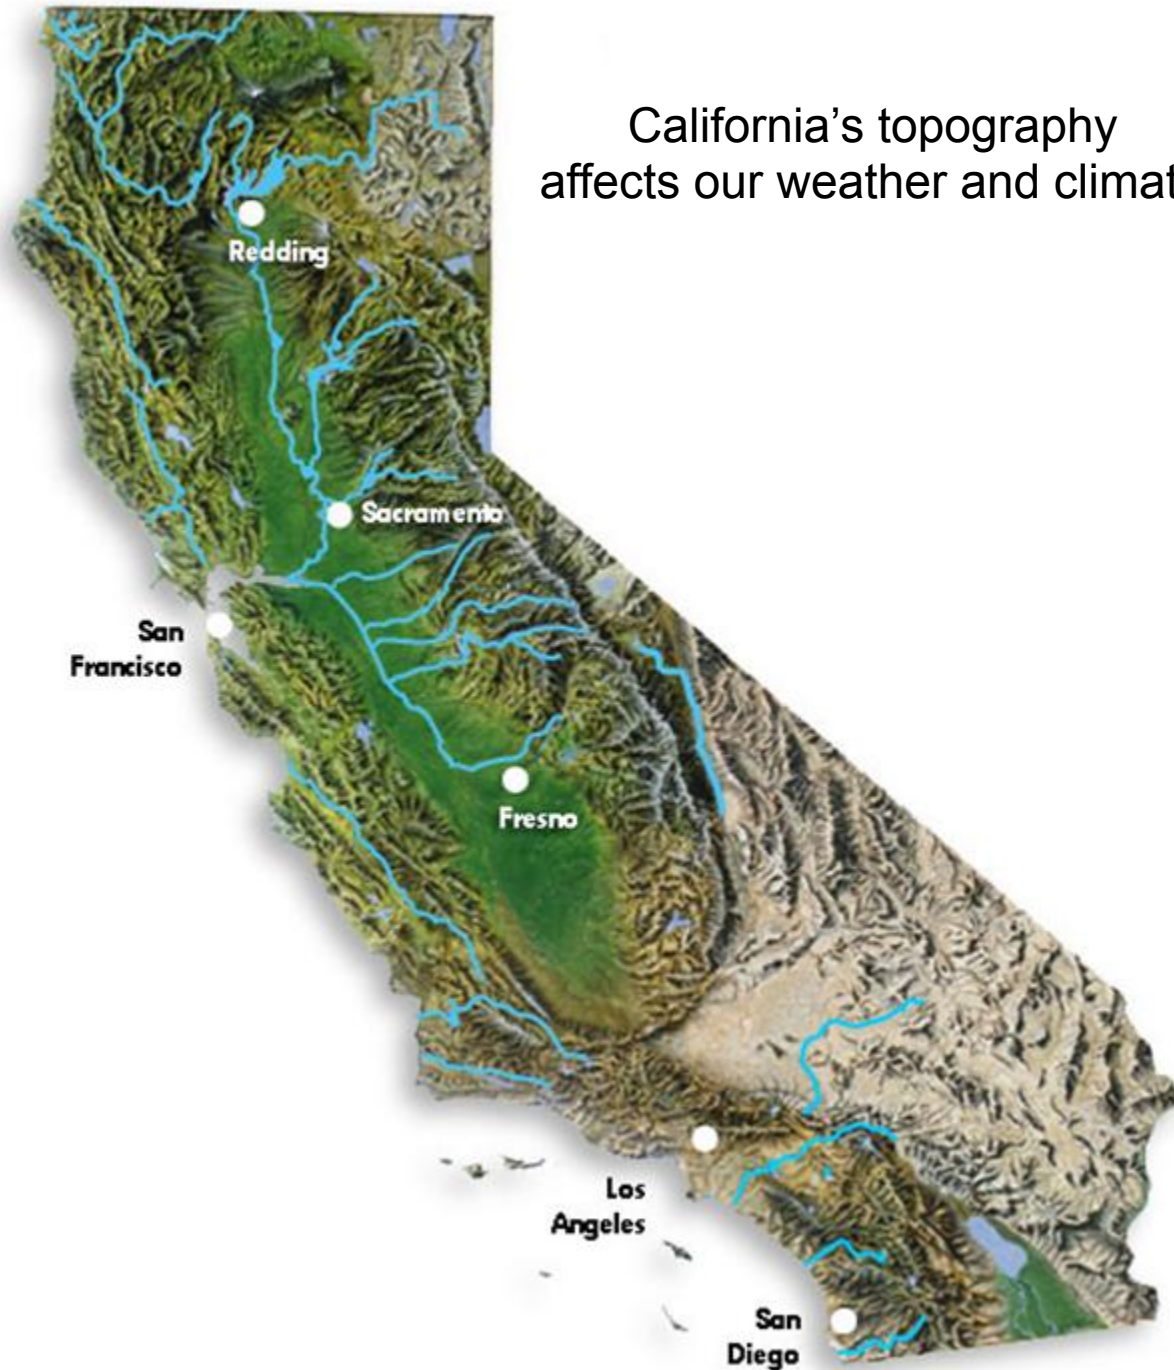 California’s topography
affects our weather and climat
Redding
Sacramento
San
Francisco
Fresno
Los
Angeles
San
Diego